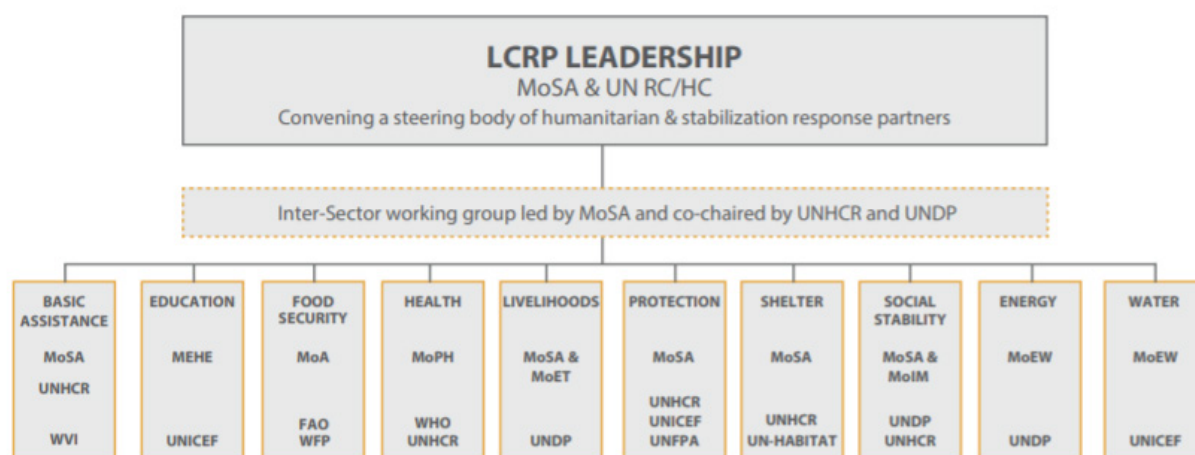 LCRP LEADERSHIP
MoSA & UN RC/HC
Convening a steering body of humanitarian & stabilization response partners
Inter-Sector working group led by MoSA and co-chaired by UNHCR and UNDP
BASIC
ASSISTANCE
MoSA
UNHCR
WVI
EDUCATION
MEHE
UNICEF
FOOD
SECURITY
MoA
FAO
WFP
HEALTH
MoPH
WHO
UNHCR
LIVELIHOODS
MoSA &
MoET
UNDP
PROTECTION
MoSA
UNHCR
UNICEF
UNFPA
SHELTER
MoSA
UNHCR
UN-HABITAT
SOCIAL
STABILITY
MoSA &
MoIM
UNDP
UNHCR
ENERGY
MoEW
UNDP
WATER
MoEW
UNICEF